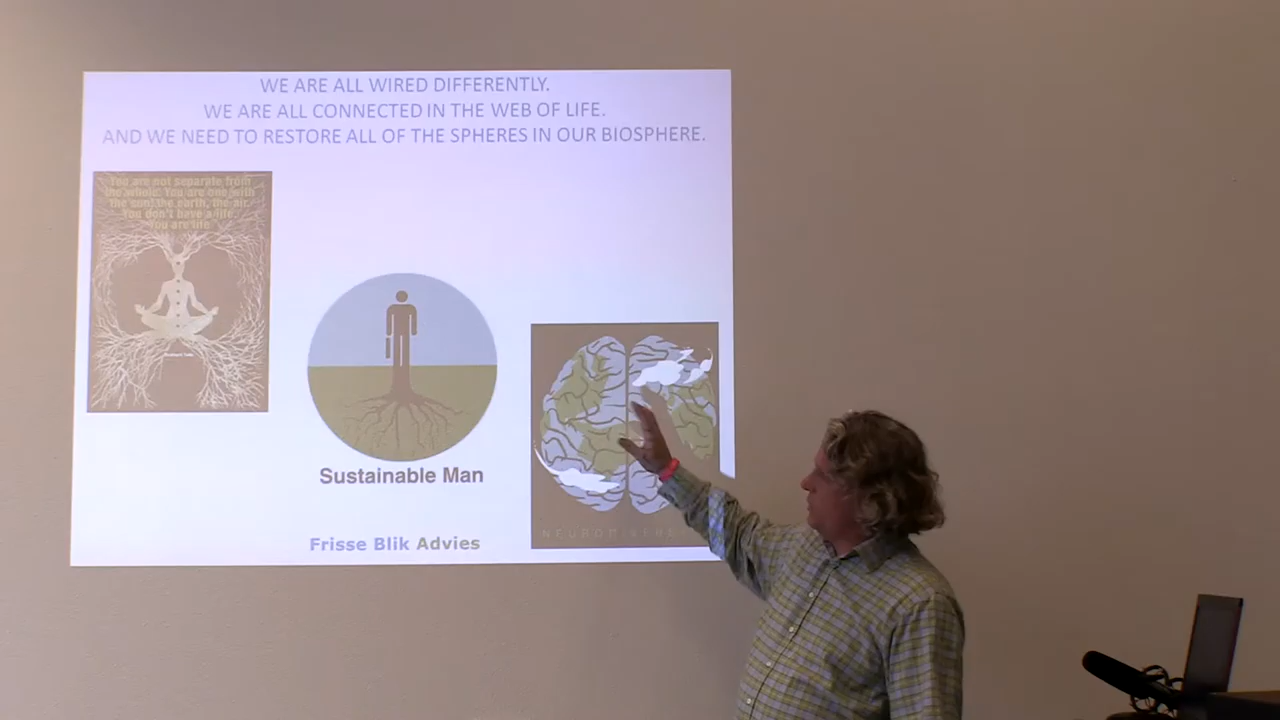 WE ARE ALL WIRED DIFFERENTLY.
WE ARE ALL CONNECTED IN THE WEB OF LIFE.
AND WE NEED TO RESTORE ALL OF THE SPHERES IN OUR BIOSPHERE.
You are not separate from
the whole. You are one with
the sun, the earth, the air.
You don't have a life.
You are life.
Sustainable Man
Frisse Blik Advies